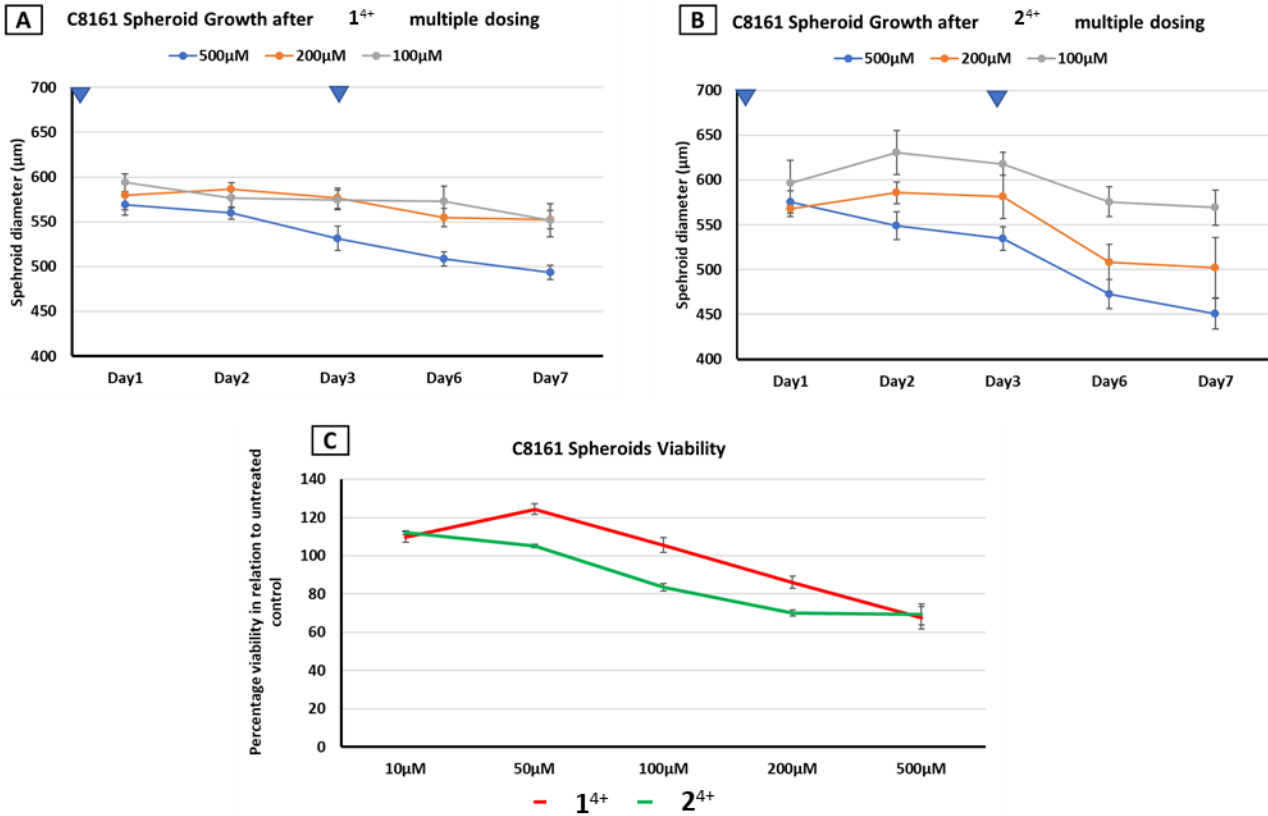 A C8161 Spheroid Growth after 1⁴⁺ multiple dosing
500µM 200µM 100µM
Spehroid diameter (µm)
700
650
600
550
500
450
400
Day1 Day2 Day3 Day6 Day7
B C8161 Spheroid Growth after 2⁴⁺ multiple dosing
500µM 200µM 100µM
Spehroid diameter (µm)
700
650
600
550
500
450
400
Day1 Day2 Day3 Day6 Day7
C C8161 Spheroids Viability
Percentage viability in relation to untreated
control
140
120
100
80
60
40
20
0
10µM 50µM 100µM 200µM 500µM
1⁴⁺ 2⁴⁺